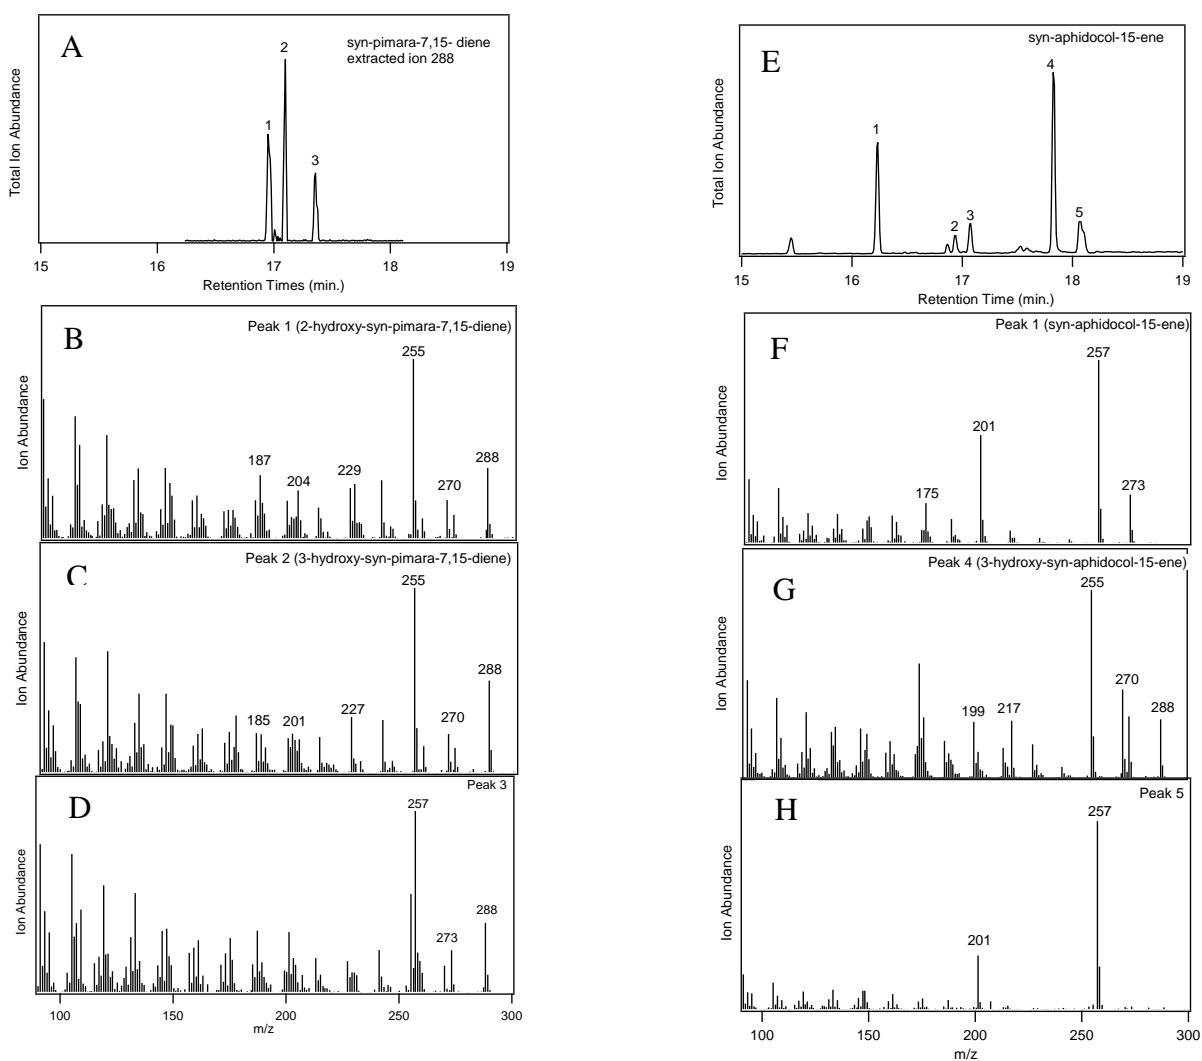 A
syn-pimara-7,15- diene
extracted ion 288
1
2
3
Total Ion Abundance
15 16 17 18 19
Retention Times (min.)
B
Peak 1 (2-hydroxy-syn-pimara-7,15-diene)
255
187
204
229
270
288
Ion Abundance
C
Peak 2 (3-hydroxy-syn-pimara-7,15-diene)
255
185
201
227
270
288
Ion Abundance
D
Peak 3
257
273
288
Ion Abundance
100 150 200 250 300
m/z
E
syn-aphidocol-15-ene
1
2
3
4
5
Total Ion Abundance
15 16 17 18 19
Retention Time (min.)
F
Peak 1 (syn-aphidocol-15-ene)
257
201
175
273
Ion Abundance
G
Peak 4 (3-hydroxy-syn-aphidocol-15-ene)
255
270
199
217
288
Ion Abundance
H
Peak 5
257
201
Ion Abundance
100 150 200 250 300
m/z